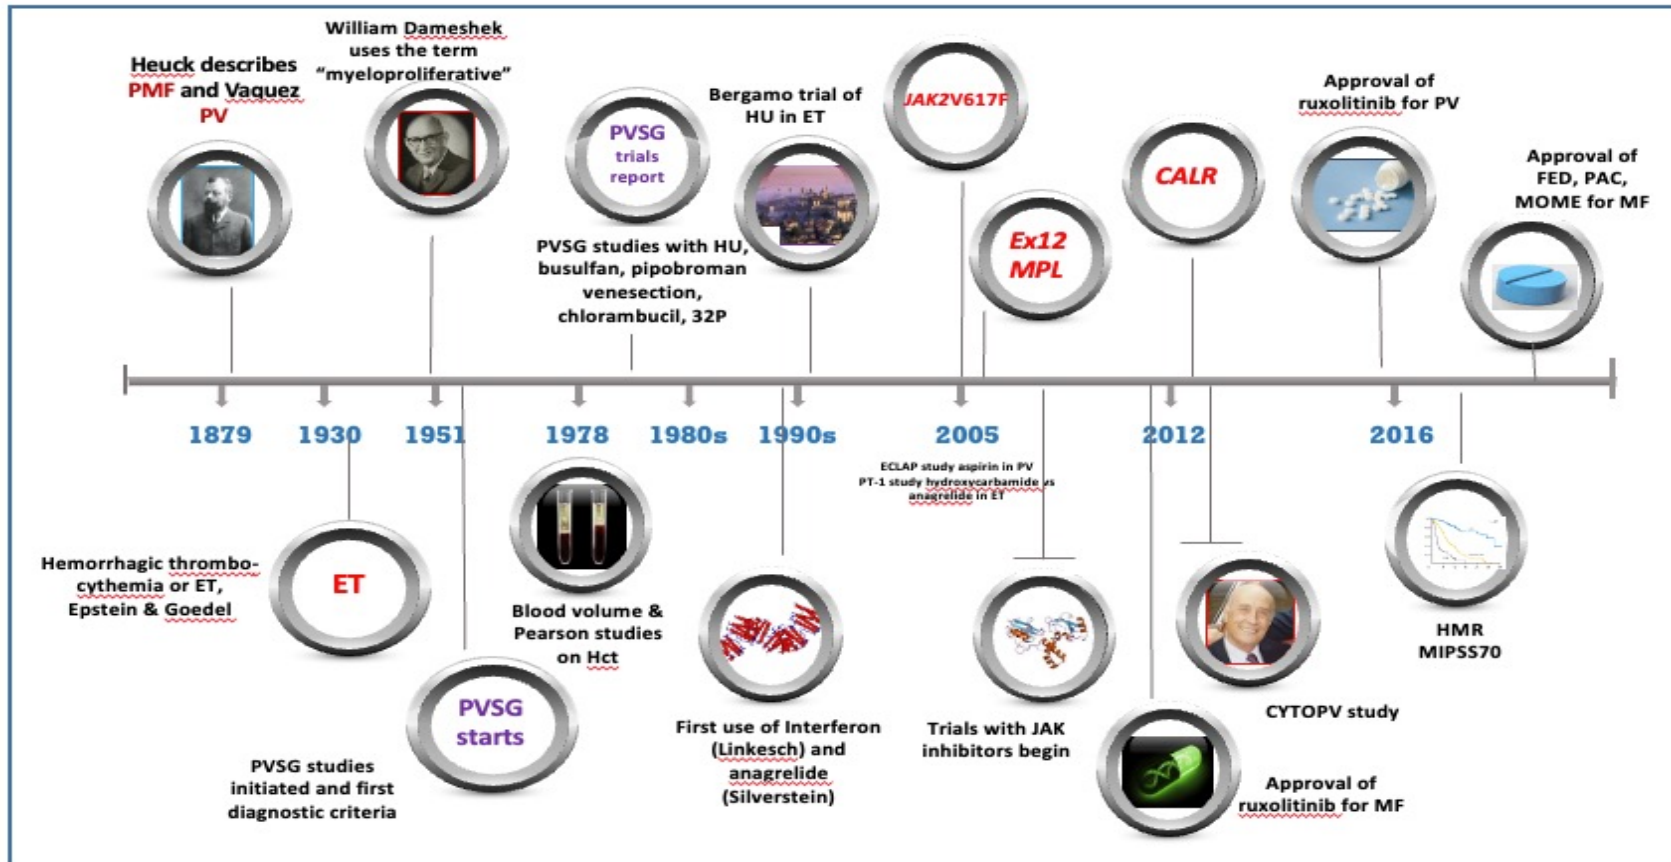 Heuck describes
PMF and Vaquez
PV
William Dameshek
uses the term
“myeloproliferative”
PVSG
trials
report
PVSG studies with HU,
busulfan, pipobroman
venesection,
chlorambucil, 32P
Bergamo trial of
HU in ET
JAK2V617F
Ex12
MPL
CALR
Approval of
ruxolitinib for PV
Approval of
FED, PAC,
MOME for MF
1879
1930
1951
1978
1980s
1990s
2005
2012
2016
ECLAP study aspirin in PV
PT-1 study hydroxycarbamide vs
anagrelide in ET
Hemorrhagic thrombo-
cythemia or ET,
Epstein & Goedel
ET
PVSG studies
initiated and first
diagnostic criteria
PVSG
starts
Blood volume &
Pearson studies
on Hct
First use of Interferon
(Linkesch) and
anagrelide
(Silverstein)
Trials with JAK
inhibitors begin
CYTOPV study
Approval of
ruxolitinib for MF
HMR
MIPSS70